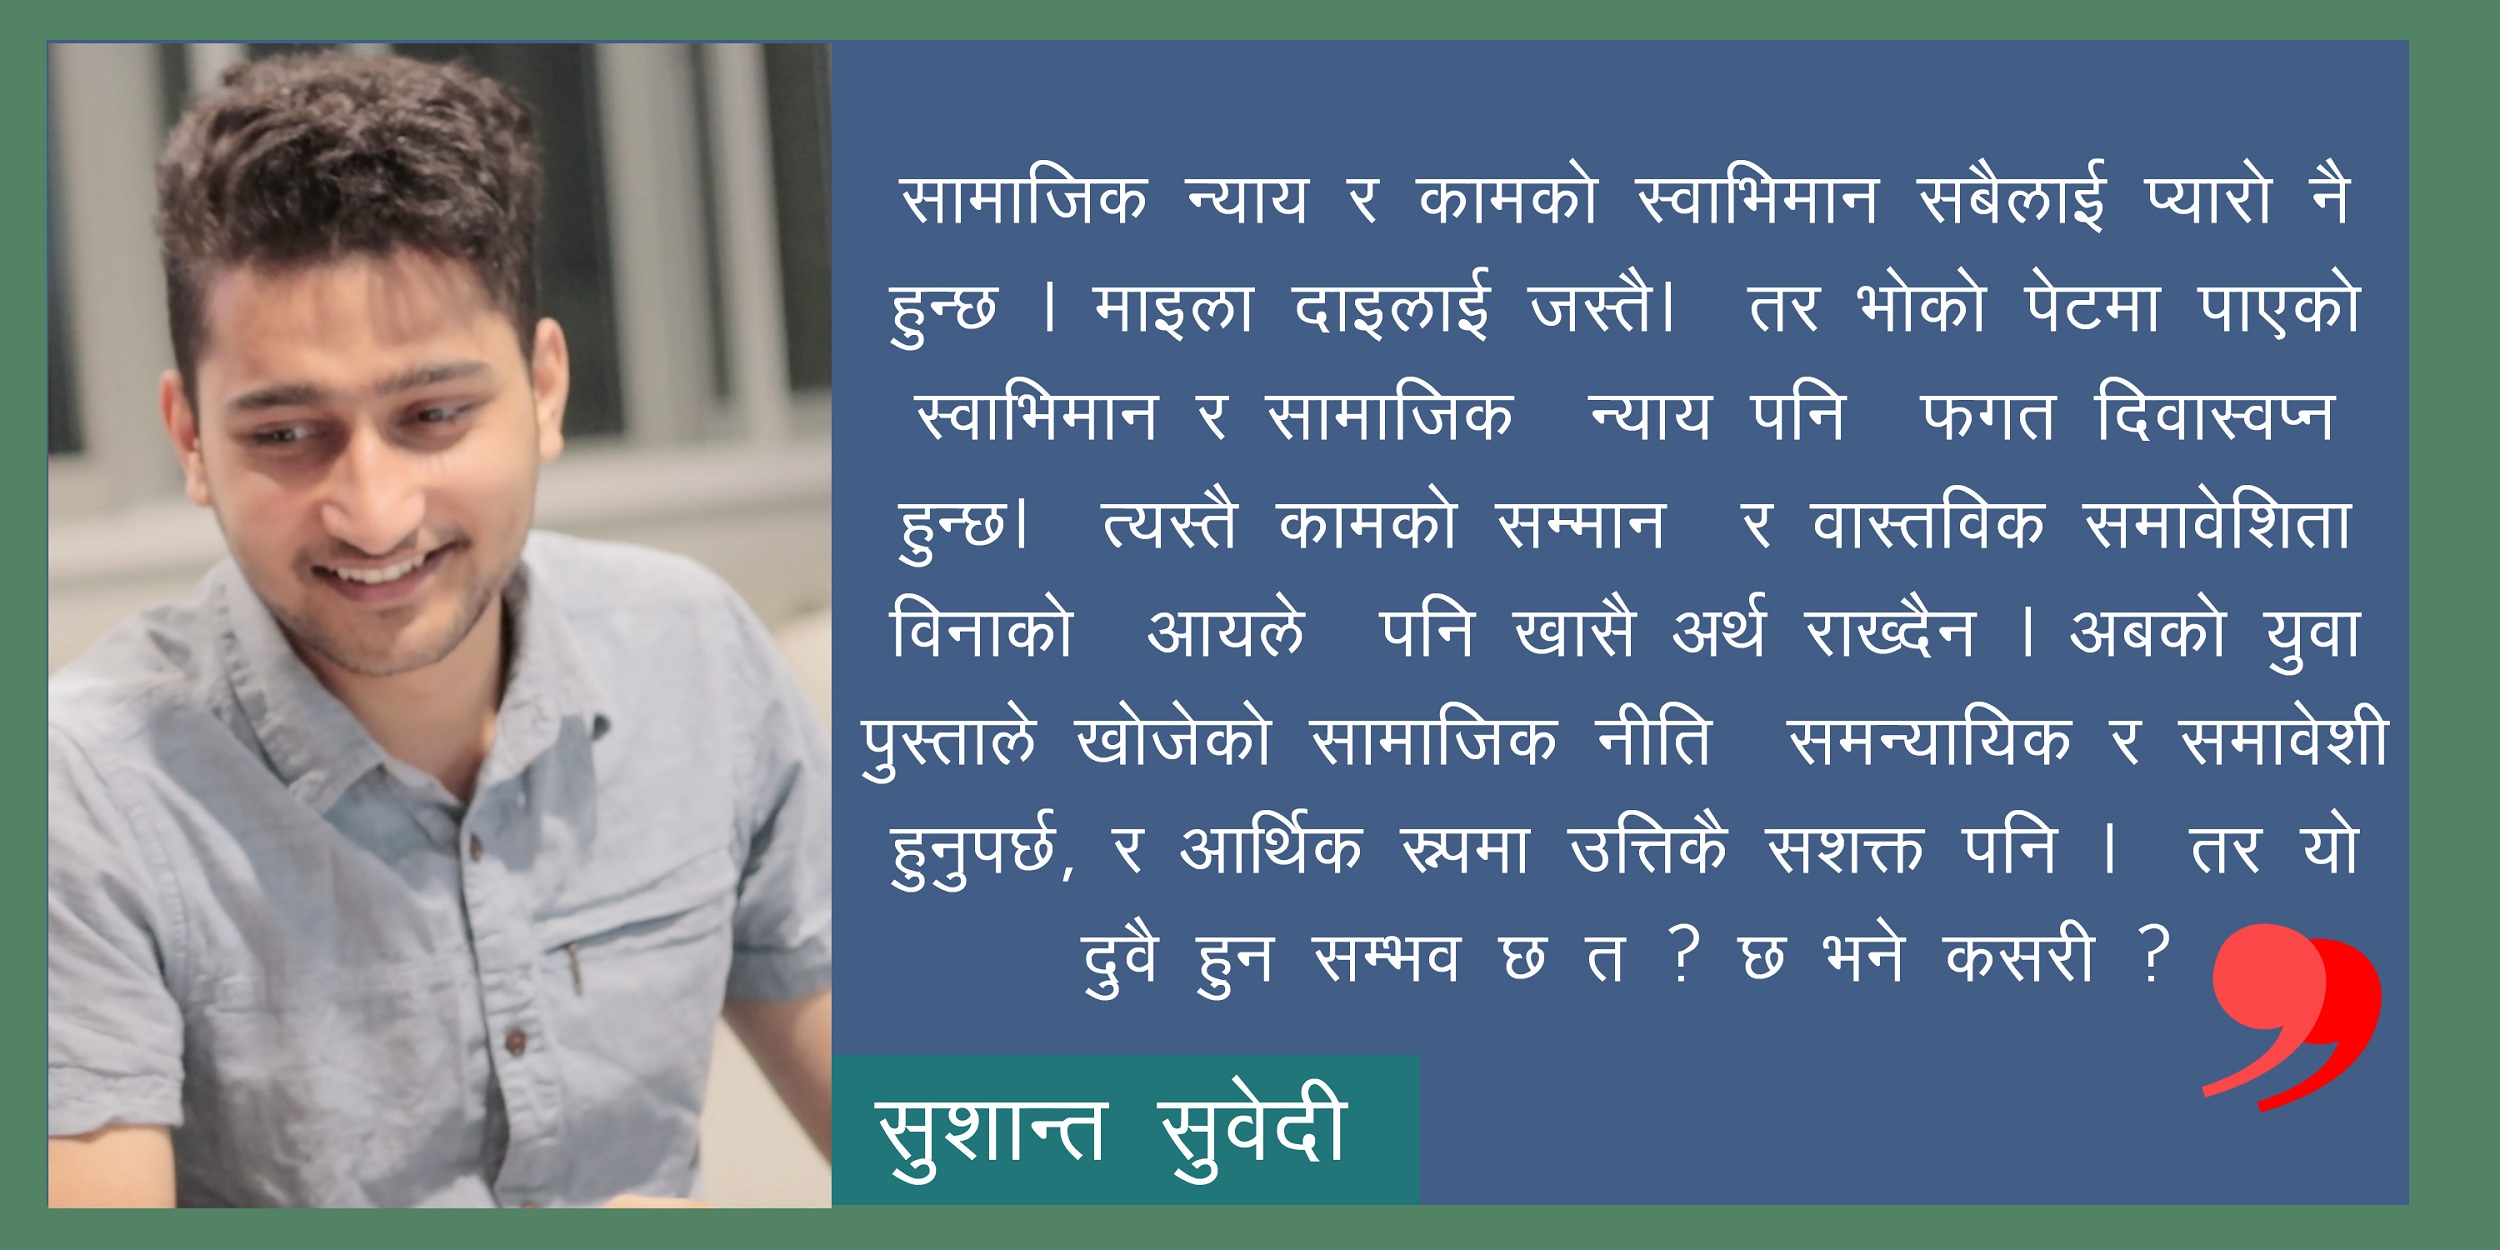 सामाजिक न्याय र कामको स्वाभिमान सबैलाई प्यारो नै
हुन्छ । माइला दाइलाई जस्तै। तर भोको पेटमा पाएको
स्वाभिमान र सामाजिक न्याय पनि फगत दिवास्वप्न
हुन्छ। त्यस्तै कामको सम्मान र वास्तविक समावेशिता
विनाको आयले पनि खासै अर्थ राख्दैन । अबको युवा
पुस्ताले खोजेको सामाजिक नीति समन्यायिक र समावेशी
हुनुपर्छ, र आर्थिक रुपमा उत्तिकै सशक्त पनि । तर यो
दुवै हुन सम्भव छ त ? छ भने कसरी ?
सुशान्त सुवेदी